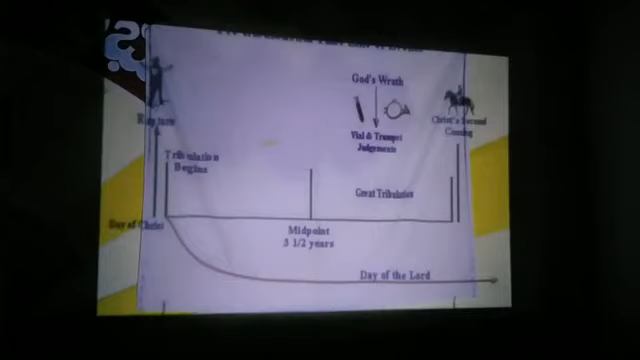 God's Wrath
Vial & Trumpet
Judgements
Rapture
Christ's Second
Coming
Tribulation
Begins
Great Tribulation
Day of Christ
Midpoint
3 1/2 years
Day of the Lord